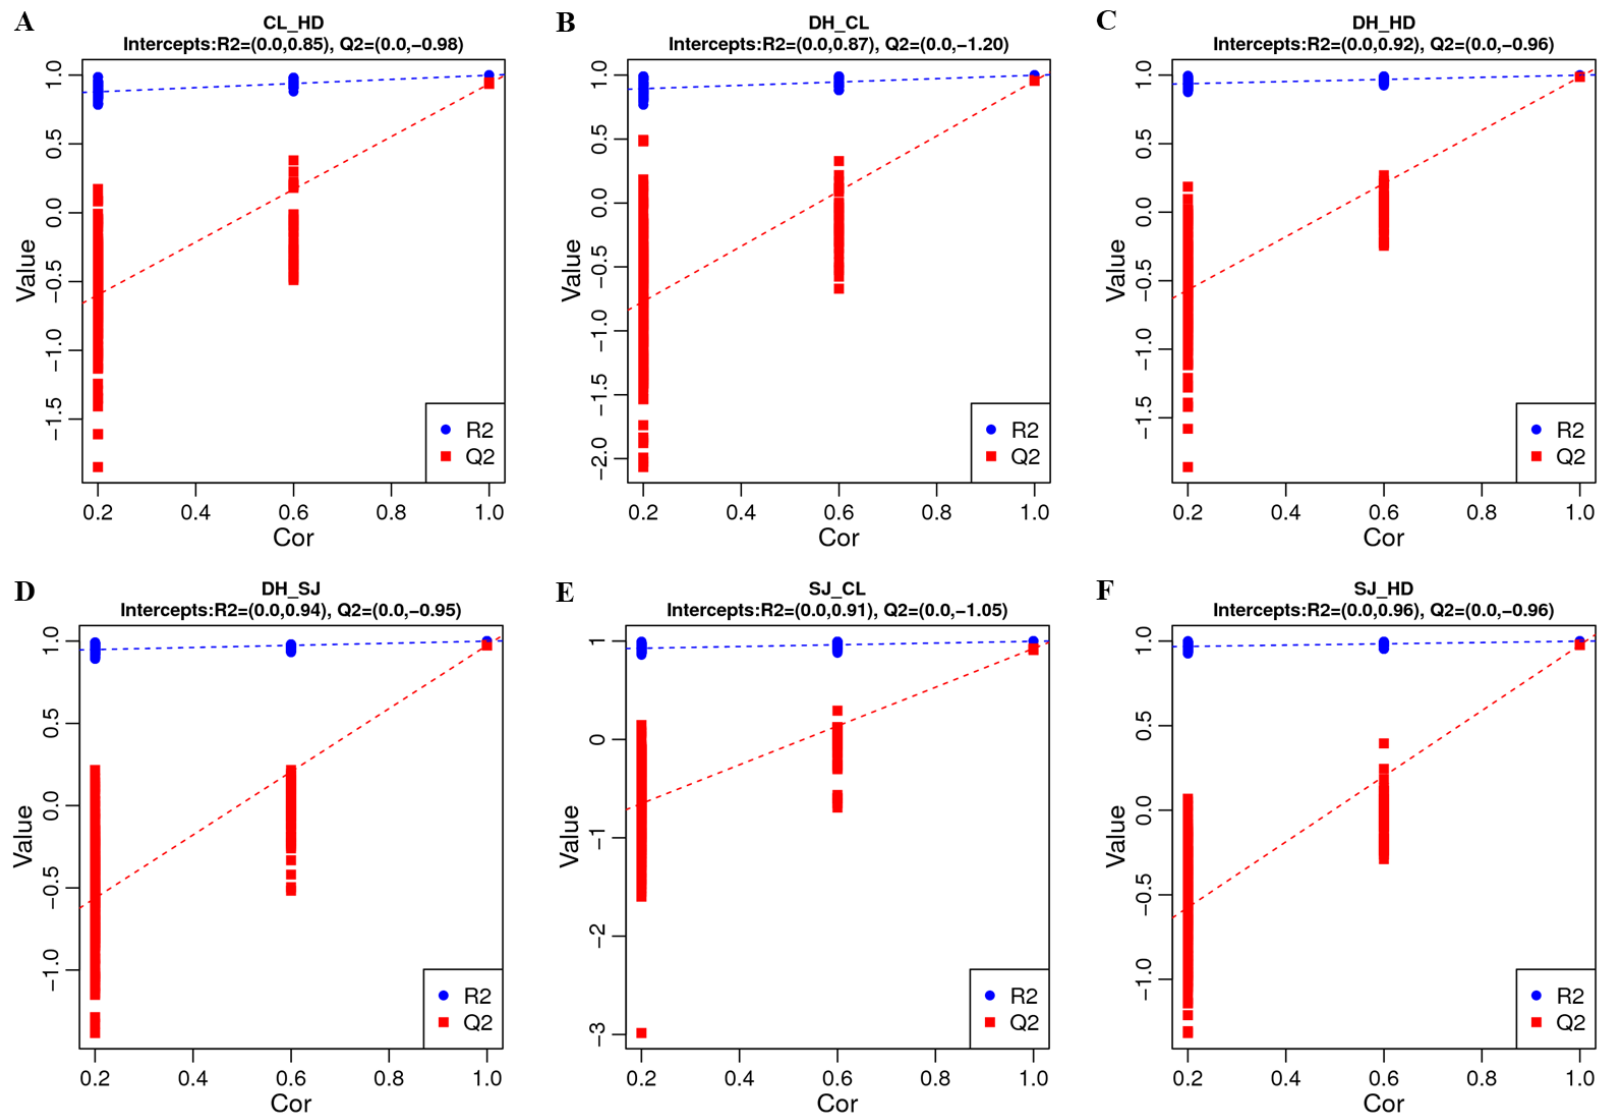 A
CL_HD
Intercepts:R2=(0.0,0.85), Q2=(0.0,−0.98)
1.0
0.5
0.0
−0.5
−1.0
−1.5
Value
0.2 0.4 0.6 0.8 1.0
Cor
R2
Q2
B
DH_CL
Intercepts:R2=(0.0,0.87), Q2=(0.0,−1.20)
1.0
0.5
0.0
−0.5
−1.0
−1.5
−2.0
Value
0.2 0.4 0.6 0.8 1.0
Cor
R2
Q2
C
DH_HD
Intercepts:R2=(0.0,0.92), Q2=(0.0,−0.96)
1.0
0.5
0.0
−0.5
−1.0
−1.5
Value
0.2 0.4 0.6 0.8 1.0
Cor
R2
Q2
D
DH_SJ
Intercepts:R2=(0.0,0.94), Q2=(0.0,−0.95)
1.0
0.5
0.0
−0.5
−1.0
Value
0.2 0.4 0.6 0.8 1.0
Cor
R2
Q2
E
SJ_CL
Intercepts:R2=(0.0,0.91), Q2=(0.0,−1.05)
1
0
−1
−2
−3
Value
0.2 0.4 0.6 0.8 1.0
Cor
R2
Q2
F
SJ_HD
Intercepts:R2=(0.0,0.96), Q2=(0.0,−0.96)
1.0
0.5
0.0
−0.5
−1.0
Value
0.2 0.4 0.6 0.8 1.0
Cor
R2
Q2